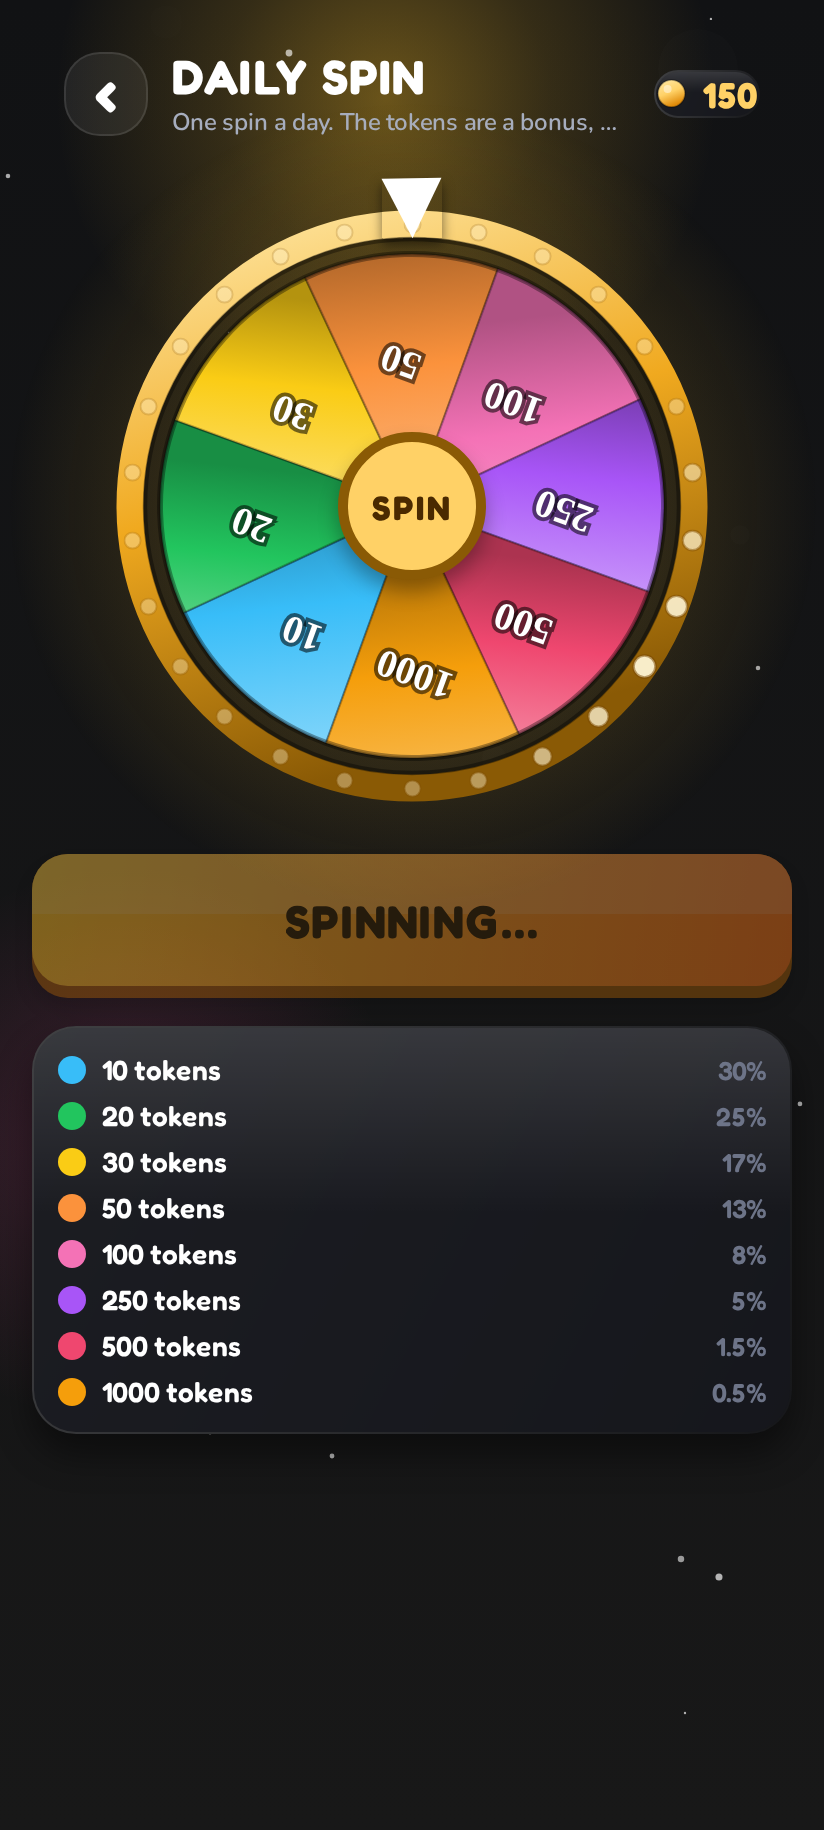 DAILY SPIN
One spin a day. The tokens are a bonus, ...
150
50
100
30
250
20
SPIN
500
10
1000
SPINNING...
10 tokens 30%
20 tokens 25%
30 tokens 17%
50 tokens 13%
100 tokens 8%
250 tokens 5%
500 tokens 1.5%
1000 tokens 0.5%